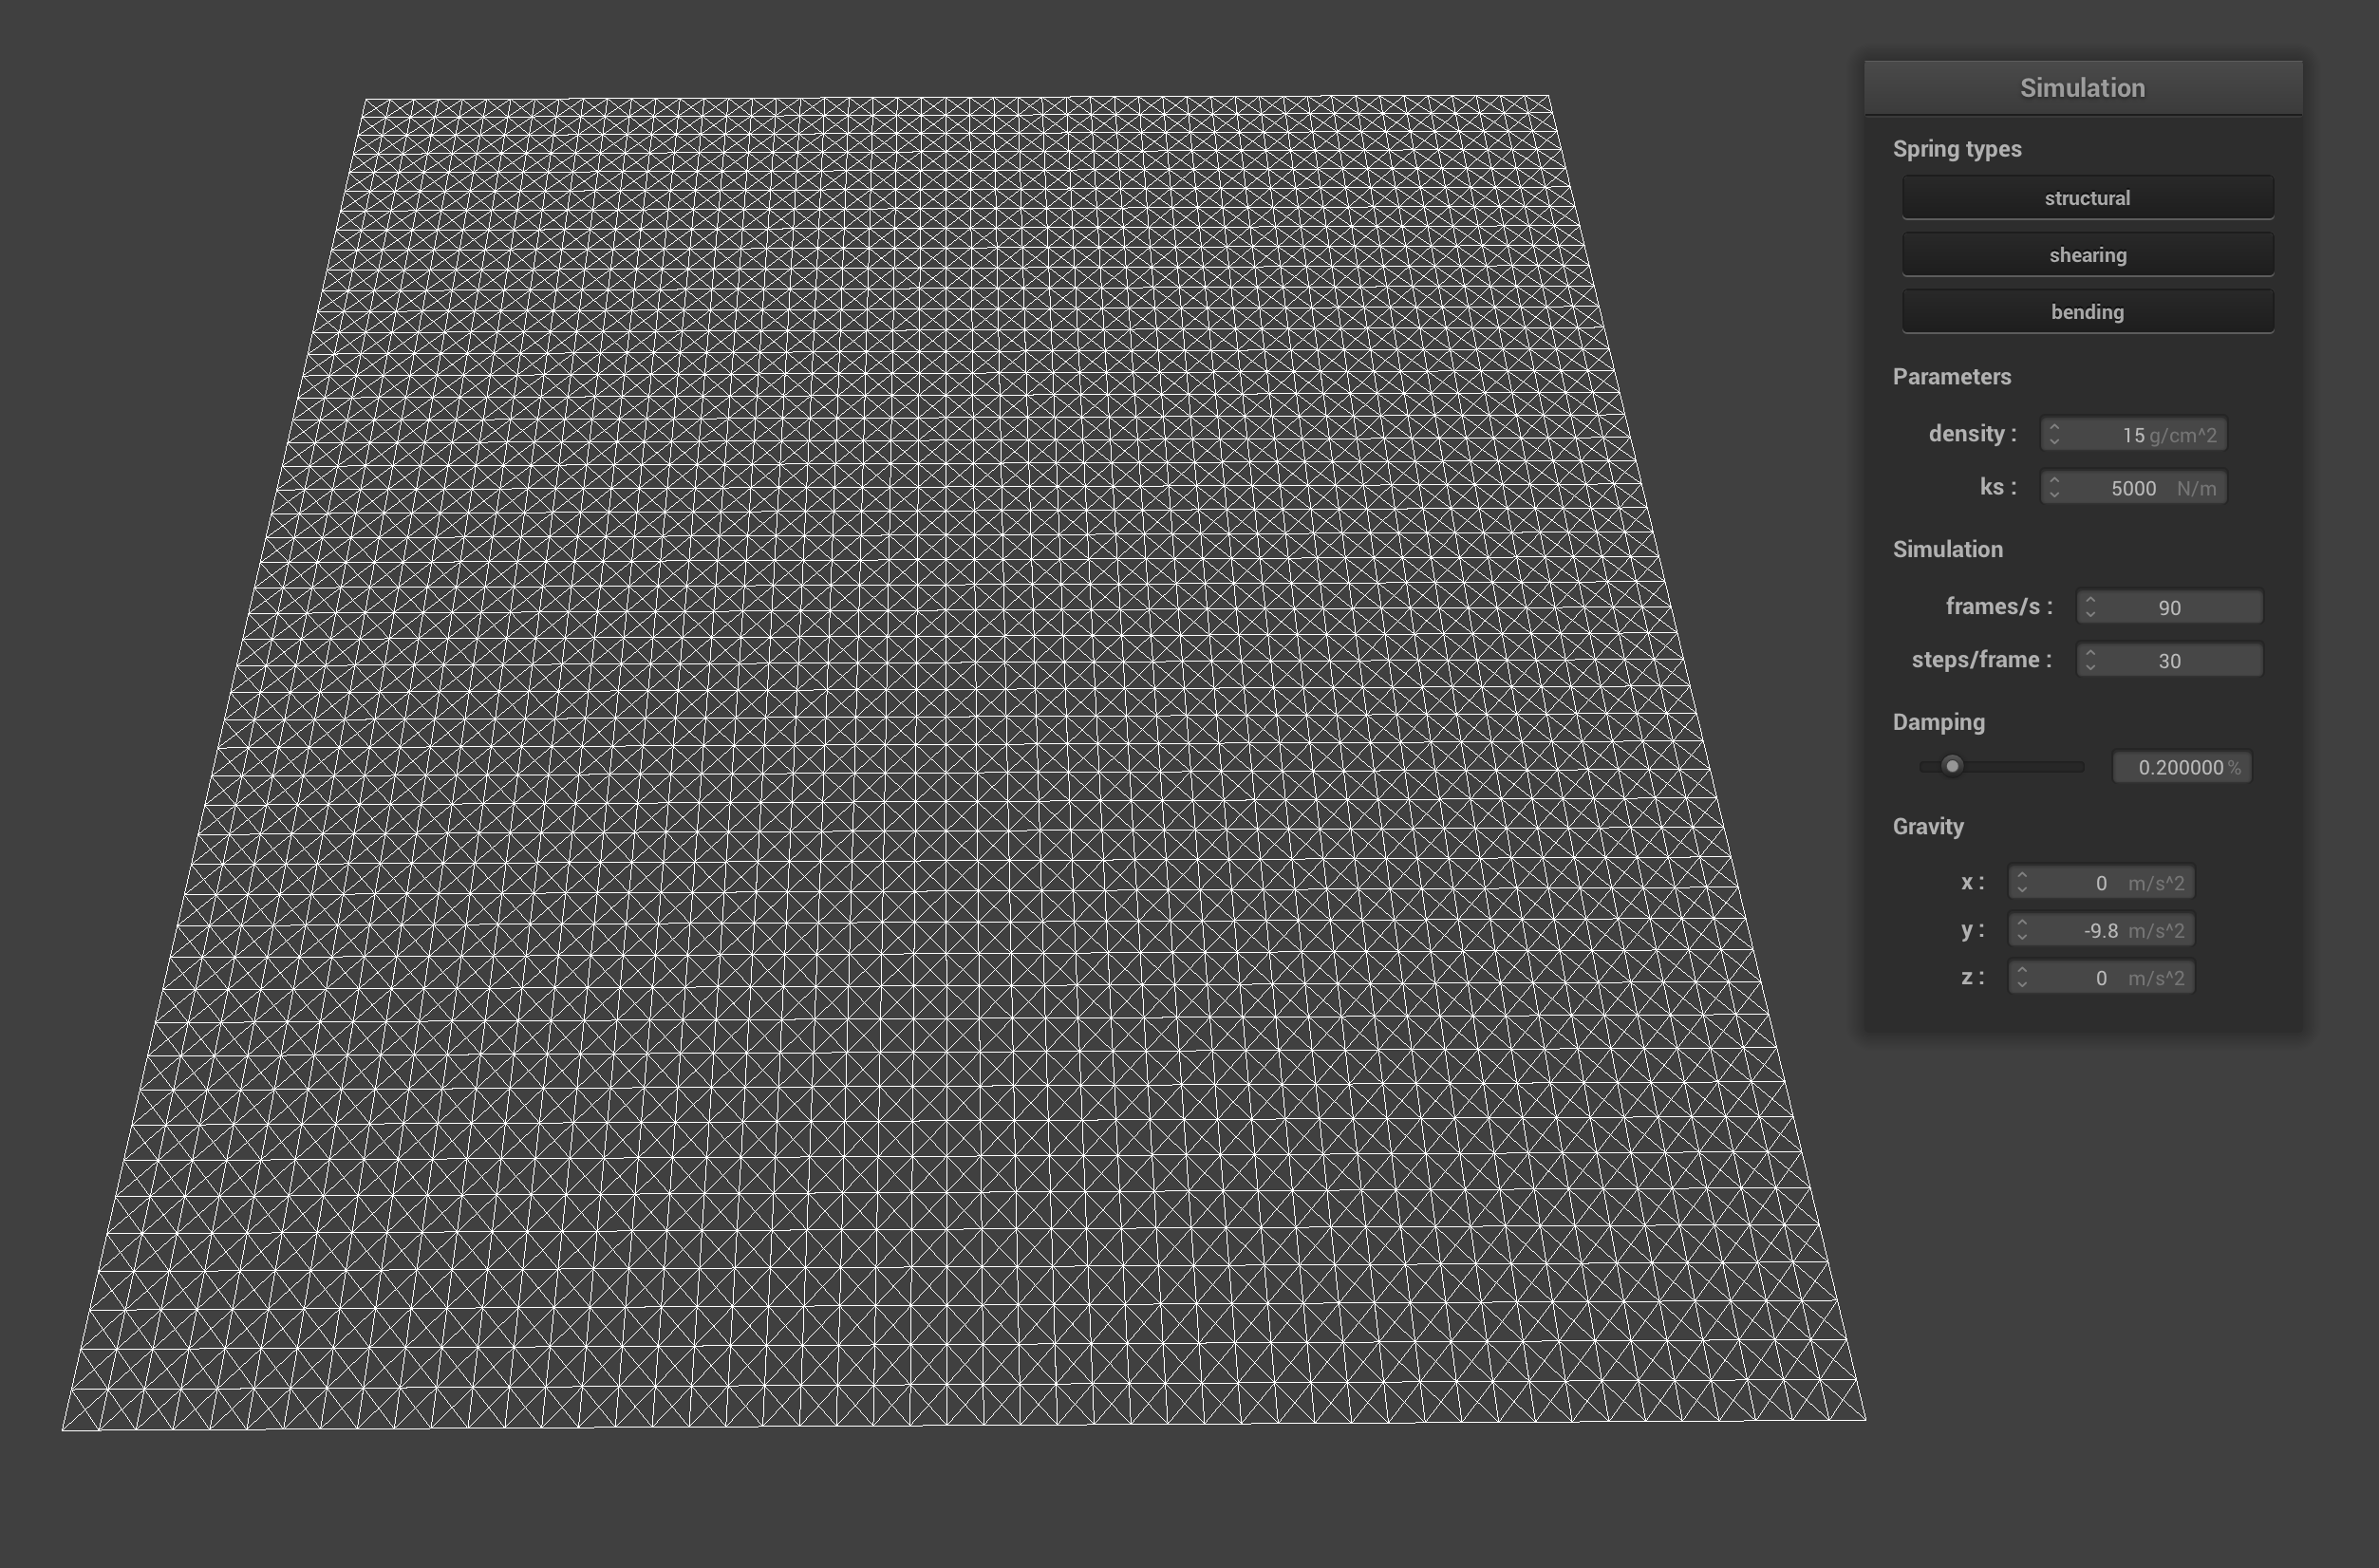 Simulation
Spring types
structural
shearing
bending
Parameters
density : 15 g/cm^2
ks : 5000 N/m
Simulation
frames/s : 90
steps/frame : 30
Damping
0.200000 %
Gravity
x : 0 m/s^2
y : -9.8 m/s^2
z : 0 m/s^2